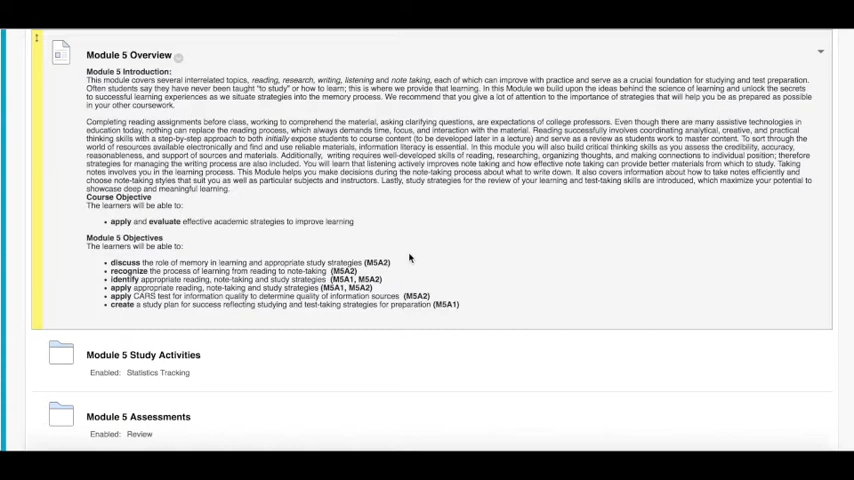 Module 5 Overview
Module 5 Introduction:
This module covers several interrelated topics, reading, research, writing, listening and note taking, each of which can improve with practice and serve as a crucial foundation for studying and test preparation.
Often students say they have never been taught "to study" or how to learn; this is where we provide that learning. In this Module we build upon the ideas behind the science of learning and unlock the secrets
to successful learning experiences as we situate strategies into the memory process. We recommend that you give a lot of attention to the importance of strategies that will help you be as prepared as possible
in your other coursework.
Completing reading assignments before class, working to comprehend the material, asking clarifying questions, are expectations of college professors. Even though there are many assistive technologies in
education today, nothing can replace the reading process, which always demands time, focus, and interaction with the material. Reading successfully involves coordinating analytical, creative, and practical
thinking skills with a step-by-step approach to both initially expose students to course content (to be developed later in a lecture) and serve as a review as students work to master content. To sort through the
world of resources available electronically and find and use reliable materials, information literacy is essential. In this module you will also build critical thinking skills as you assess the credibility, accuracy,
reasonableness, and support of sources and materials. Additionally, writing requires well-developed skills of reading, researching, organizing thoughts, and making connections to individual position; therefore
strategies for managing the writing process are also included. You will learn that listening actively improves note taking and how effective note taking can provide better materials from which to study. Taking
notes involves you in the learning process. This Module helps you make decisions during the note-taking process about what to write down. It also covers information about how to take notes efficiently and
choose note-taking styles that suit you as well as particular subjects and instructors. Lastly, study strategies for the review of your learning and test-taking skills are introduced, which maximize your potential to
showcase deep and meaningful learning.
Course Objective
The learners will be able to:
• apply and evaluate effective academic strategies to improve learning
Module 5 Objectives
The learners will be able to:
• discuss the role of memory in learning and appropriate study strategies (M5A2)
• recognize the process of learning from reading to note-taking (M5A2)
• identify appropriate reading, note-taking and study strategies (M5A1, M5A2)
• apply appropriate reading, note-taking and study strategies (M5A1, M5A2)
• apply CARS test for information quality to determine quality of information sources (M5A2)
• create a study plan for success reflecting studying and test-taking strategies for preparation (M5A1)
Module 5 Study Activities
Enabled: Statistics Tracking
Module 5 Assessments
Enabled: Review